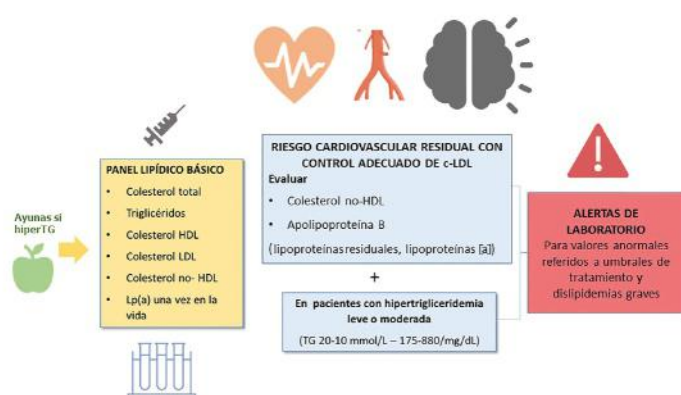 Ayunas si
hiperTG
PANEL LIPÍDICO BÁSICO
• Colesterol total
• Triglicéridos
• Colesterol HDL
• Colesterol LDL
• Colesterol no- HDL
• Lp(a) una vez en la
vida
RIESGO CARDIOVASCULAR RESIDUAL CON
CONTROL ADECUADO DE c-LDL
Evaluar
• Colesterol no-HDL
• Apolipoproteína B
(lipoproteínas residuales, lipoproteínas [a])
+
En pacientes con hipertrigliceridemia
leve o moderada
(TG 20-10 mmol/L – 175-880/mg/dL)
ALERTAS DE
LABORATORIO
Para valores anormales
referidos a umbrales de
tratamiento y
dislipidemias graves